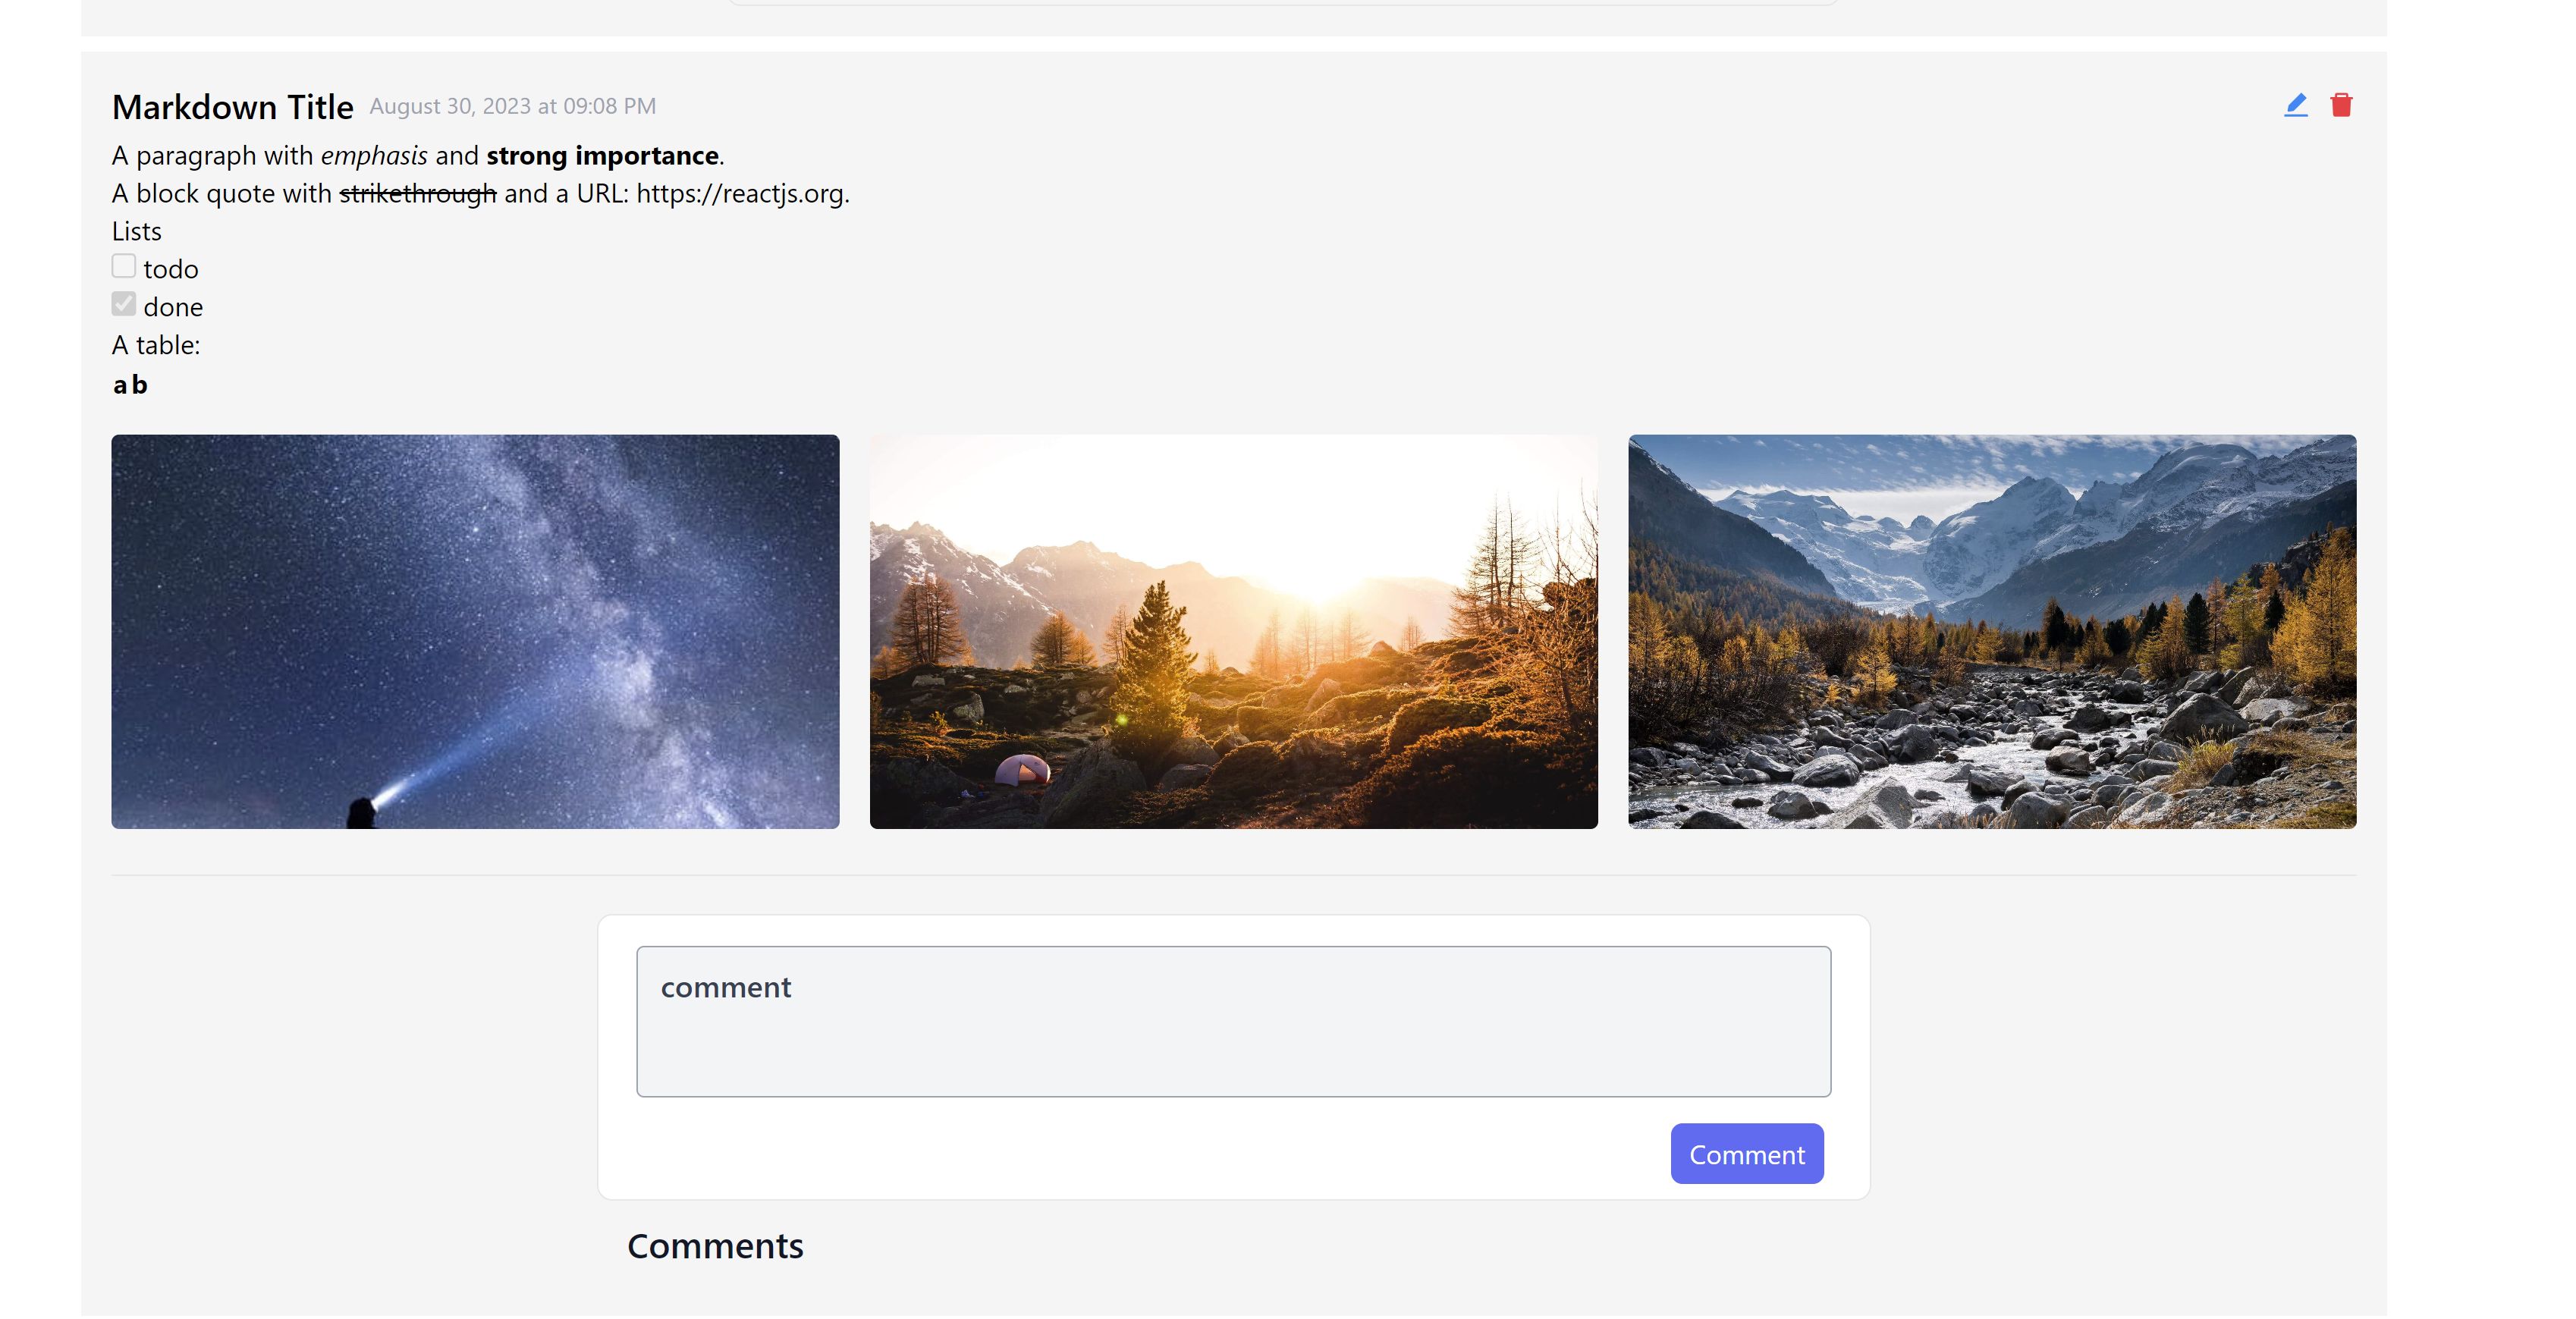 Markdown Title August 30, 2023 at 09:08 PM
A paragraph with emphasis and strong importance.
A block quote with strikethrough and a URL: https://reactjs.org.
Lists
todo
done
A table:
a b
comment
Comment
Comments